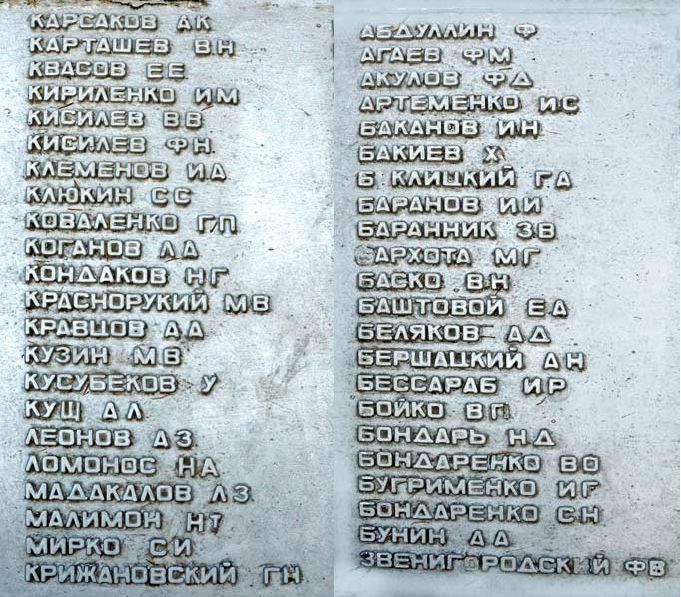 КАРСАКОВ А К
КАРТАШЕВ В Н
КВАСОВ Е Е
КИРИЛЕНКО И М
КИСИЛЕВ В В
КИСИЛЕВ Ф Н
КЛЕМЕНОВ И А
КЛЮКИН С С
КОВАЛЕНКО Г П
КОГАНОВ Л А
КОНДАКОВ Н Г
КРАСНОРУКИЙ М В
КРАВЦОВ А А
КУЗИН М В
КУСУБЕКОВ У
КУЩ А Л
ЛЕОНОВ А З
ЛОМОНОС Н А
МАДАКАЛОВ Л З
МАЛИМОН Н Г
МИРКО С И
КРИЖАНОВСКИЙ Г Н
АБДУЛЛИН Ф
АГАЕВ Ф М
АКУЛОВ Ф Д
АРТЕМЕНКО И С
БАКАНОВ И Н
БАКИЕВ Х
Б КЛИЦКИЙ Г А
БАРАНОВ И И
БАРАННИК З В
БАРХОТА М Г
БАСКО В Н
БАШТОВОЙ Е А
БЕЛЯКОВ А Д
БЕРШАЦКИЙ А Н
БЕССАРАБ И Р
БОЙКО В Г
БОНДАРЬ Н Д
БОНДАРЕНКО В О
БУГРИМЕНКО И Г
БОНДАРЕНКО С Н
БУНИН А А
ЗВЕНИГОРОДСКИЙ Ф В